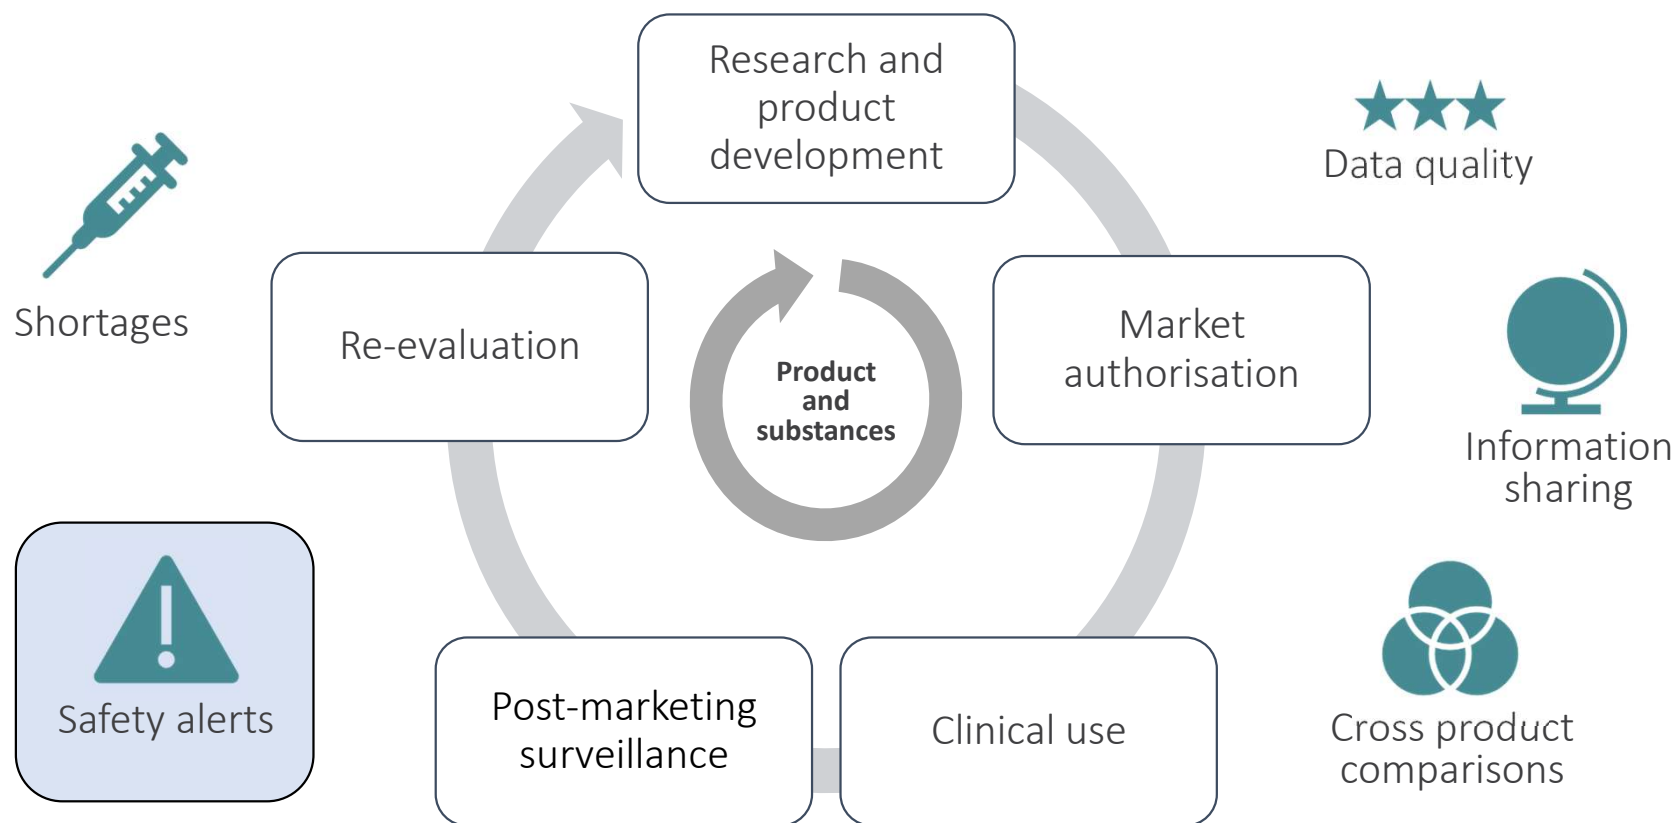 Research and
product
development
Data quality
Shortages
Re-evaluation
Product
and
substances
Market
authorisation
Information
sharing
Safety alerts
Post-marketing
surveillance
Clinical use
Cross product
comparisons